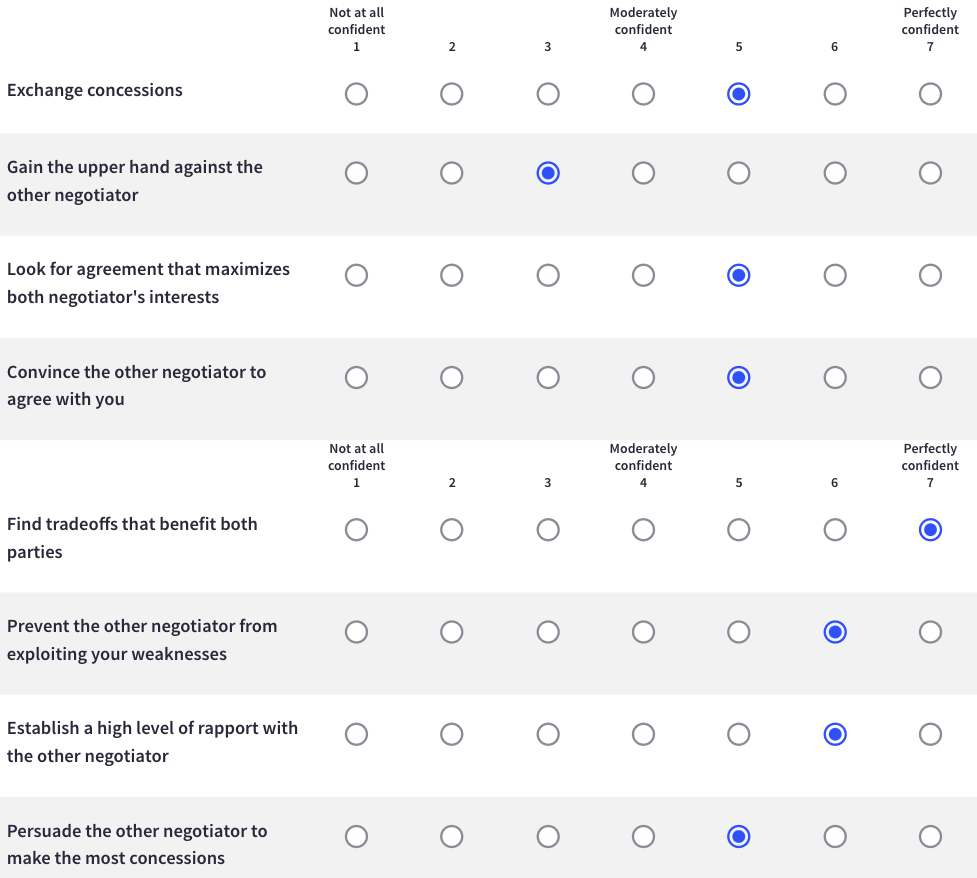 Not at all Moderately Perfectly
confident confident confident
1 2 3 4 5 6 7
Exchange concessions
Gain the upper hand against the
other negotiator
Look for agreement that maximizes
both negotiator's interests
Convince the other negotiator to
agree with you
Not at all Moderately Perfectly
confident confident confident
1 2 3 4 5 6 7
Find tradeoffs that benefit both
parties
Prevent the other negotiator from
exploiting your weaknesses
Establish a high level of rapport with
the other negotiator
Persuade the other negotiator to
make the most concessions